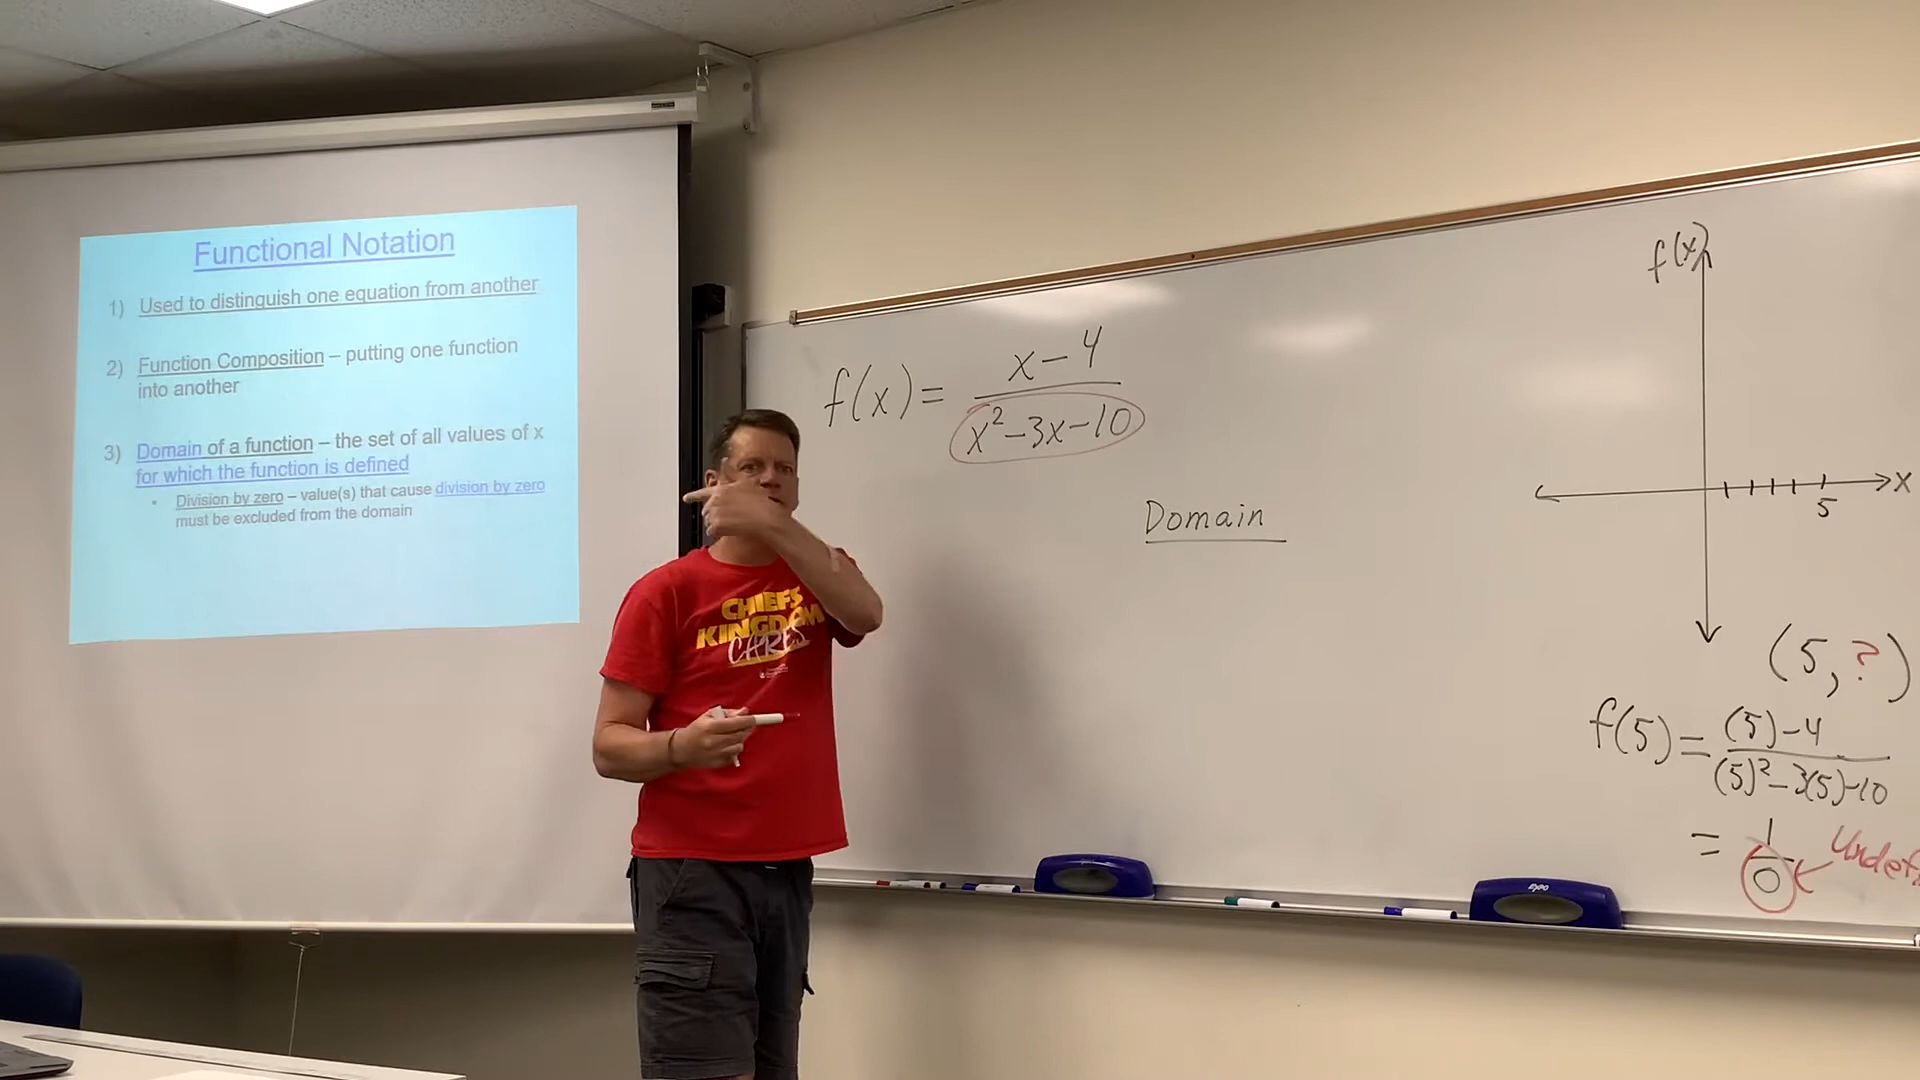 Functional Notation
1) Used to distinguish one equation from another
2) Function Composition – putting one function
into another
3) Domain of a function – the set of all values of x
for which the function is defined
• Division by zero – value(s) that cause division by zero
must be excluded from the domain
CHIEFS
KINGDOM
CARES
f(x) = x-4
x²-3x-10
Domain
f(x)
x
5
(5,?)
f(5) = (5)-4
(5)²-3(5)-10
= 1
0
Undef
EXPO